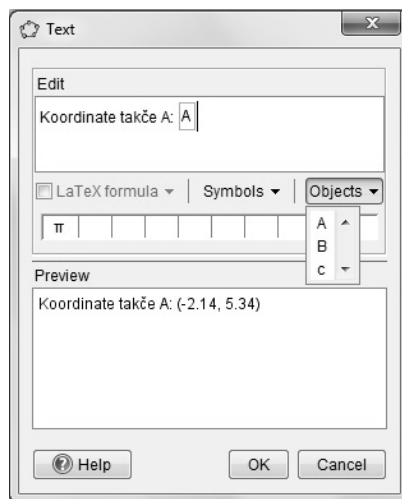 Text
Edit
Koordinate takče A: A
LaTeX formula Symbols Objects
π
A
B
c
Preview
Koordinate takče A: (-2.14, 5.34)
Help OK Cancel